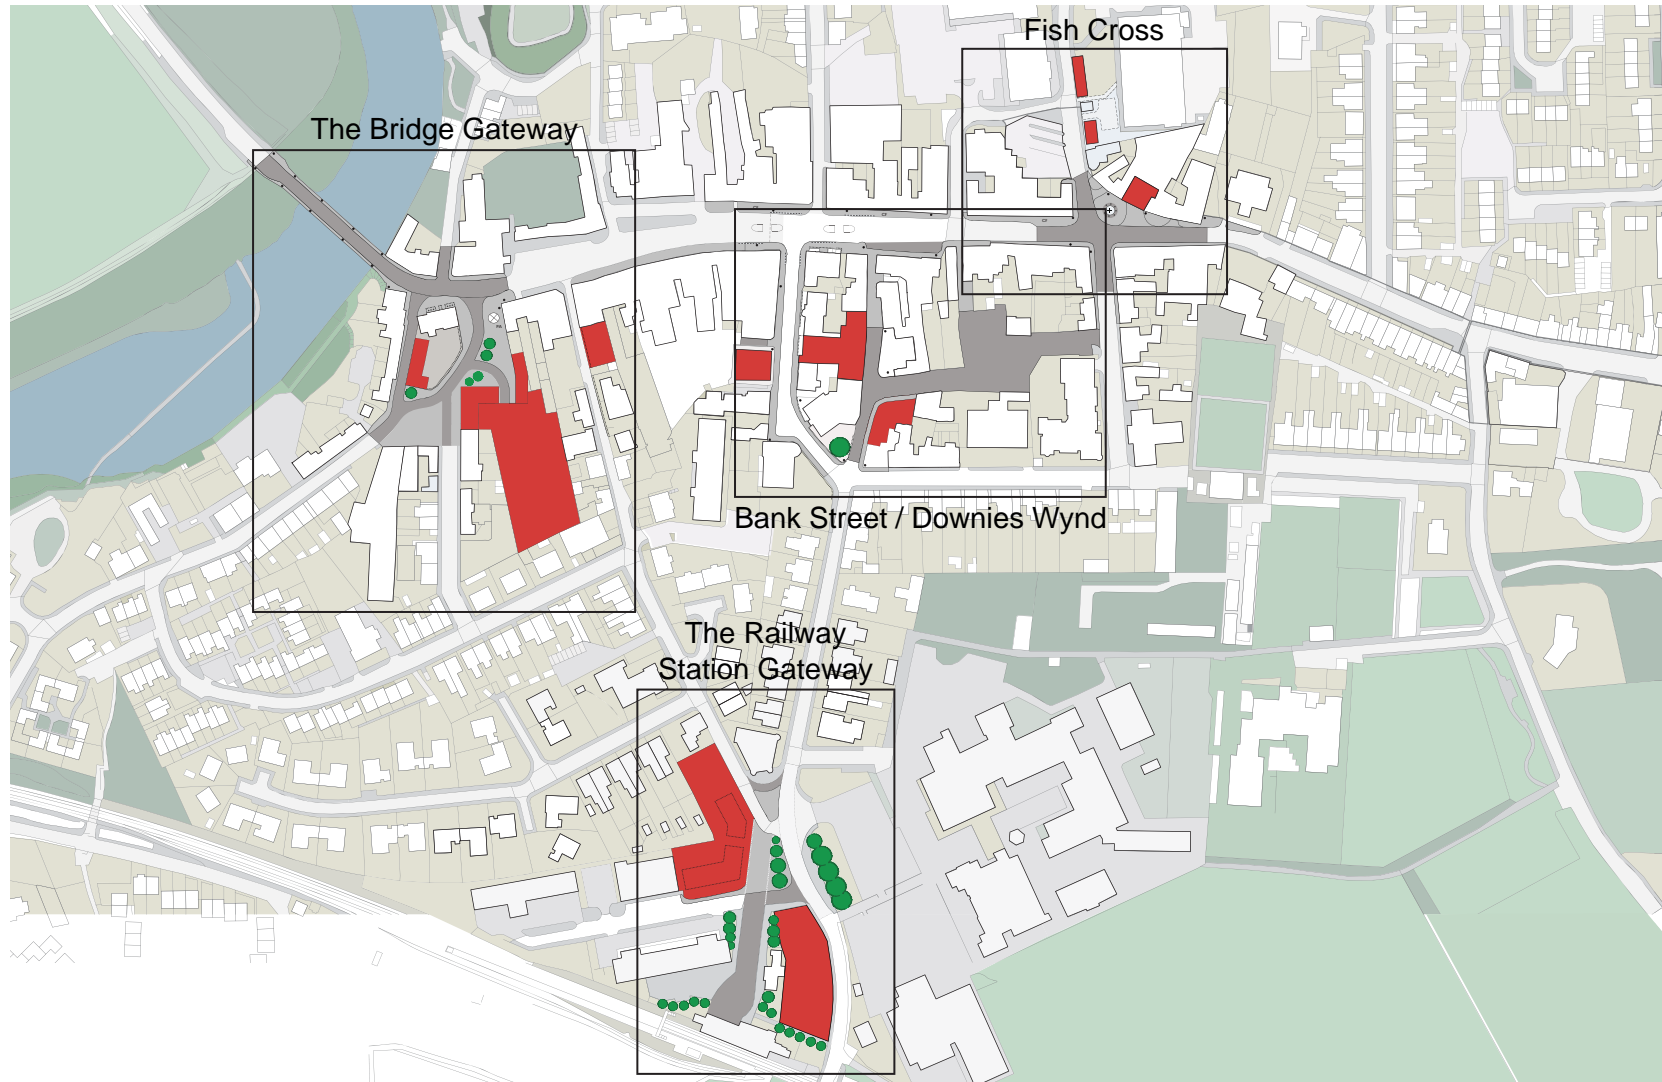 Fish Cross
The Bridge Gateway
Bank Street / Downies Wynd
The Railway
Station Gateway